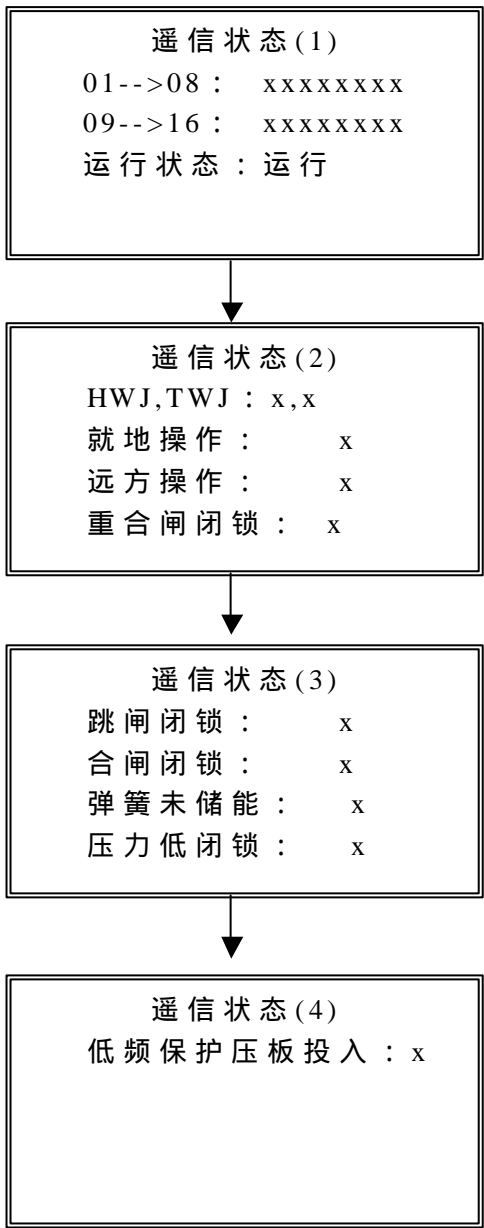 遥信状态(1)
01-->08： xxxxxxxx
09-->16： xxxxxxxx
运行状态：运行
遥信状态(2)
HWJ,TWJ：x,x
就地操作： x
远方操作： x
重合闸闭锁： x
遥信状态(3)
跳闸闭锁： x
合闸闭锁： x
弹簧未储能： x
压力低闭锁： x
遥信状态(4)
低频保护压板投入：x